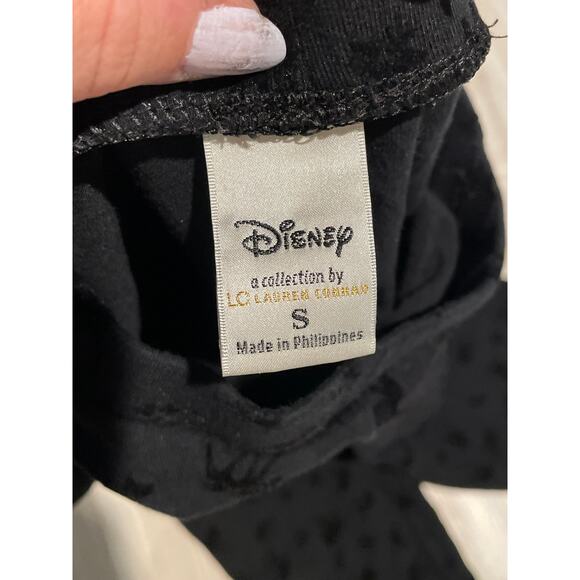 Disney
a collection by
LC LAUREN CONRAD
S
Made in Philippines